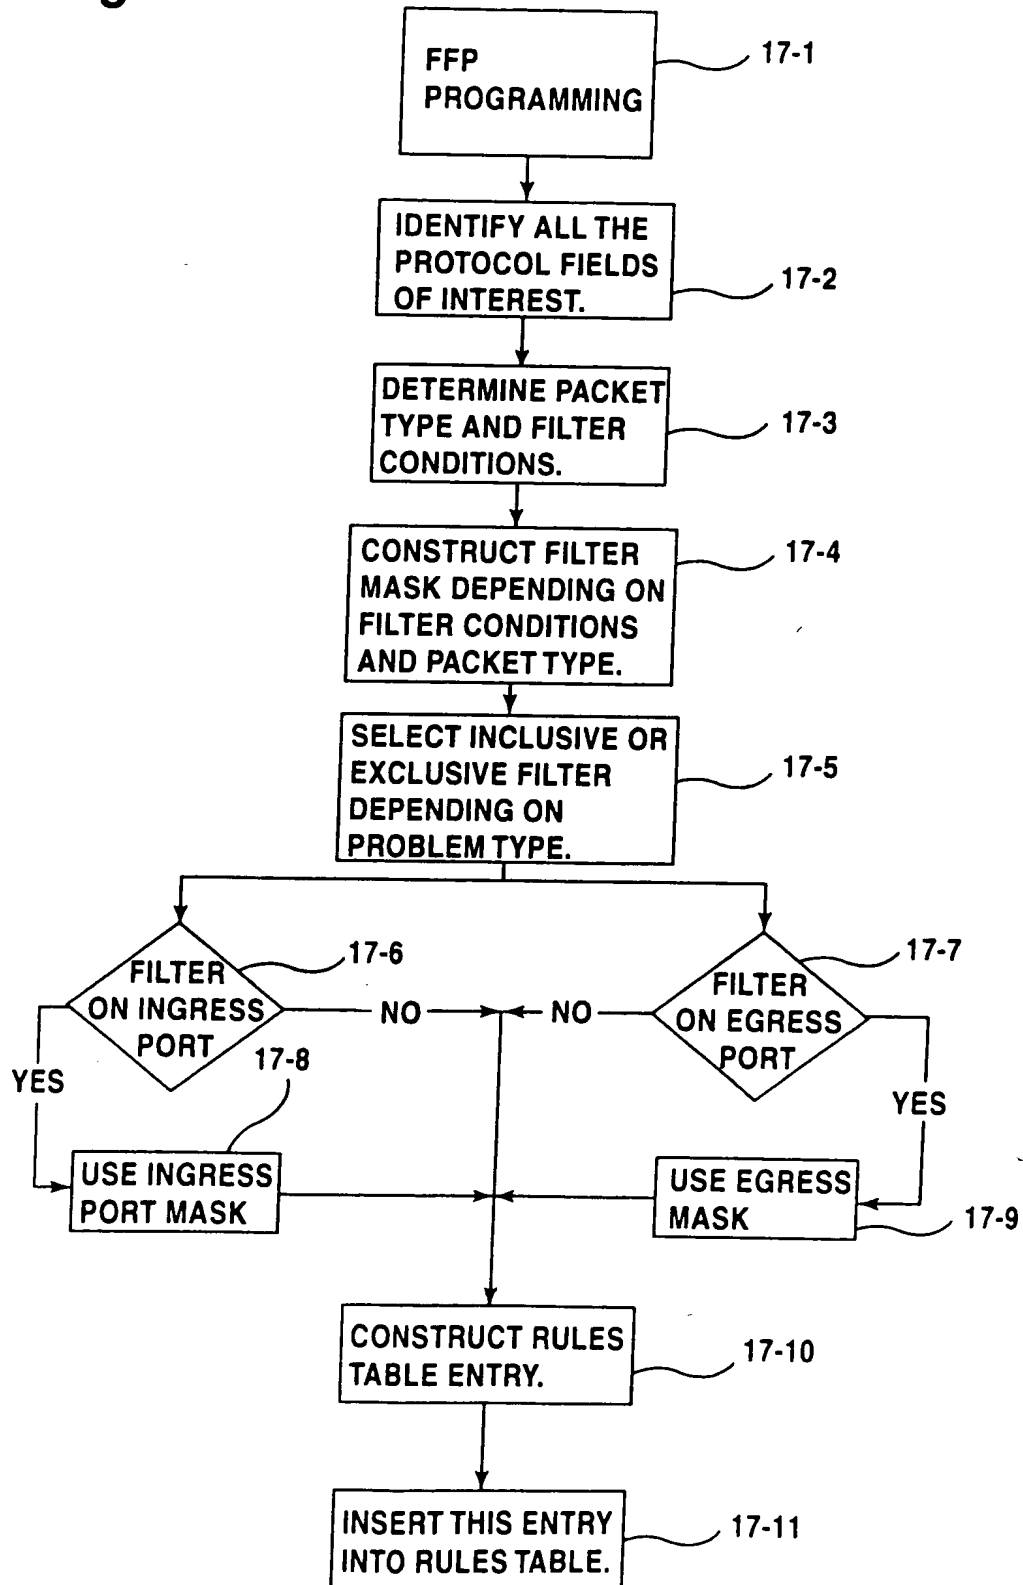 FFP
PROGRAMMING
17-1
IDENTIFY ALL THE
PROTOCOL FIELDS
OF INTEREST.
17-2
DETERMINE PACKET
TYPE AND FILTER
CONDITIONS.
17-3
CONSTRUCT FILTER
MASK DEPENDING ON
FILTER CONDITIONS
AND PACKET TYPE.
17-4
SELECT INCLUSIVE OR
EXCLUSIVE FILTER
DEPENDING ON
PROBLEM TYPE.
17-5
FILTER
ON INGRESS
PORT
17-6
NO
YES
FILTER
ON EGRESS
PORT
17-7
NO
YES
USE INGRESS
PORT MASK
17-8
USE EGRESS
MASK
17-9
CONSTRUCT RULES
TABLE ENTRY.
17-10
INSERT THIS ENTRY
INTO RULES TABLE.
17-11